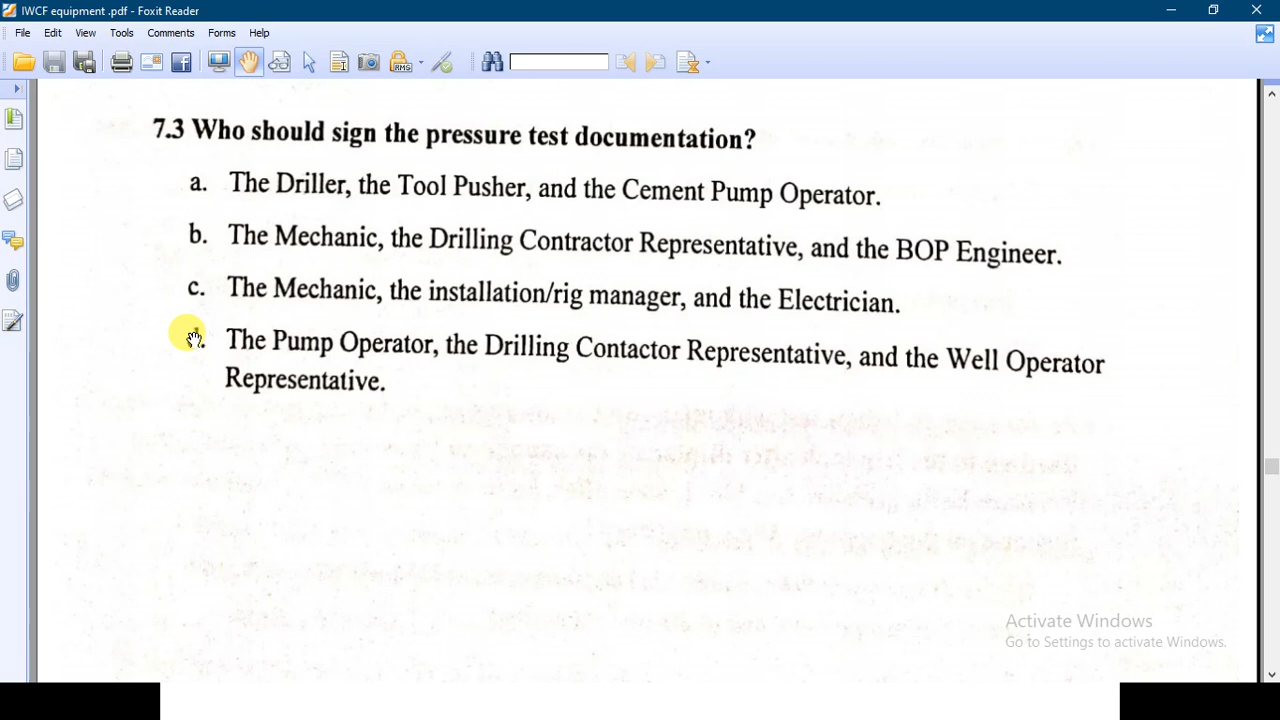 IWCF equipment .pdf - Foxit Reader
File Edit View Tools Comments Forms Help
RMS
7.3 Who should sign the pressure test documentation?
a. The Driller, the Tool Pusher, and the Cement Pump Operator.
b. The Mechanic, the Drilling Contractor Representative, and the BOP Engineer.
c. The Mechanic, the installation/rig manager, and the Electrician.
The Pump Operator, the Drilling Contactor Representative, and the Well Operator
Representative.
Activate Windows
Go to Settings to activate Windows.